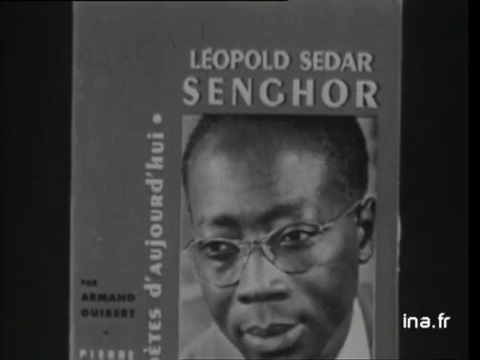 LÉOPOLD SEDAR
SENGHOR
ÈTES d'AUJOURd'HUI •
PAR
ARMAND
GUIBERT
•
PIERRE
ina.fr